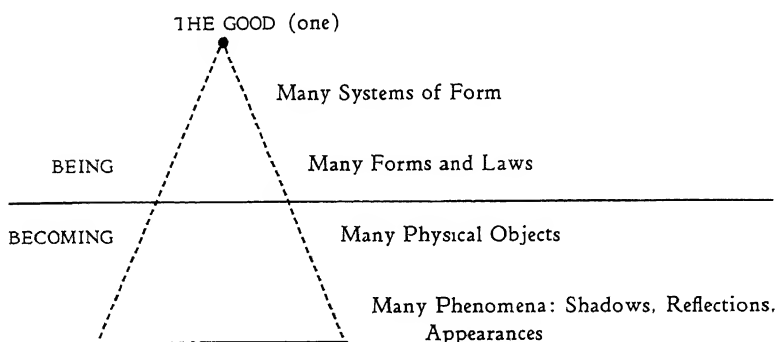 THE GOOD (one)
Many Systems of Form
BEING
Many Forms and Laws
BECOMING
Many Physical Objects
Many Phenomena: Shadows, Reflections,
Appearances